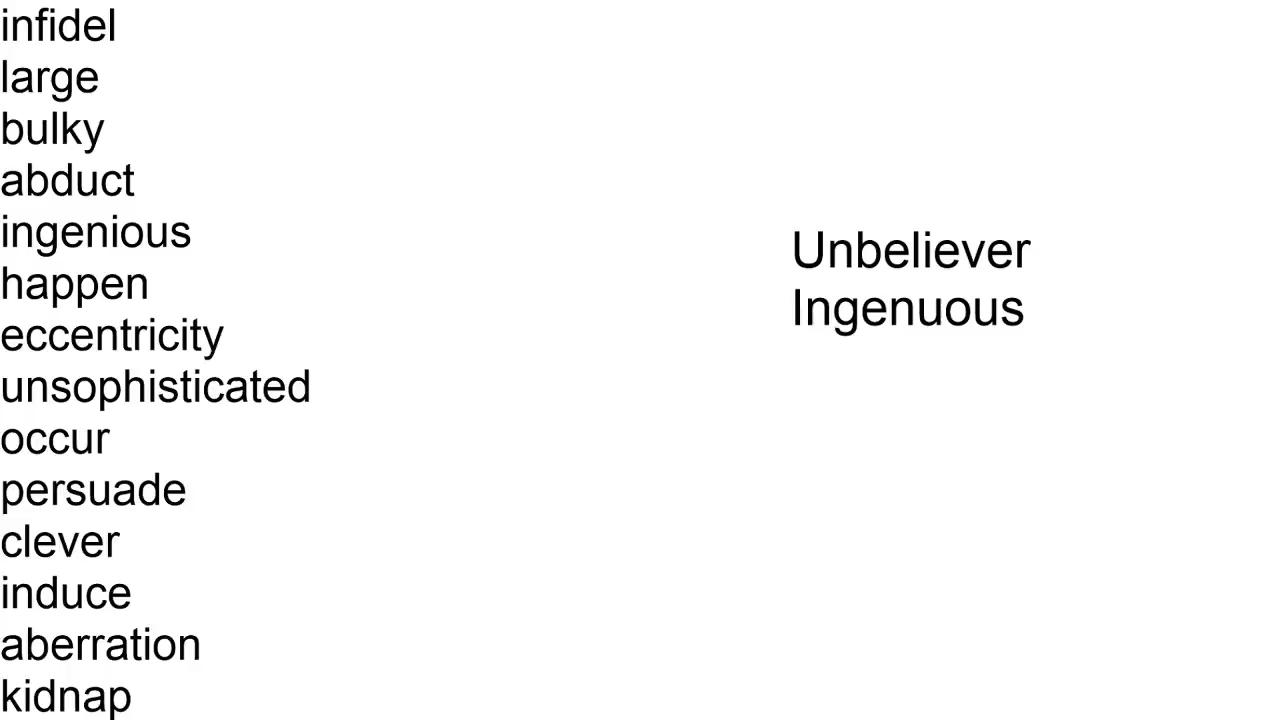 infidel
large
bulky
abduct
ingenious
happen
eccentricity
unsophisticated
occur
persuade
clever
induce
aberration
kidnap
Unbeliever
Ingenuous